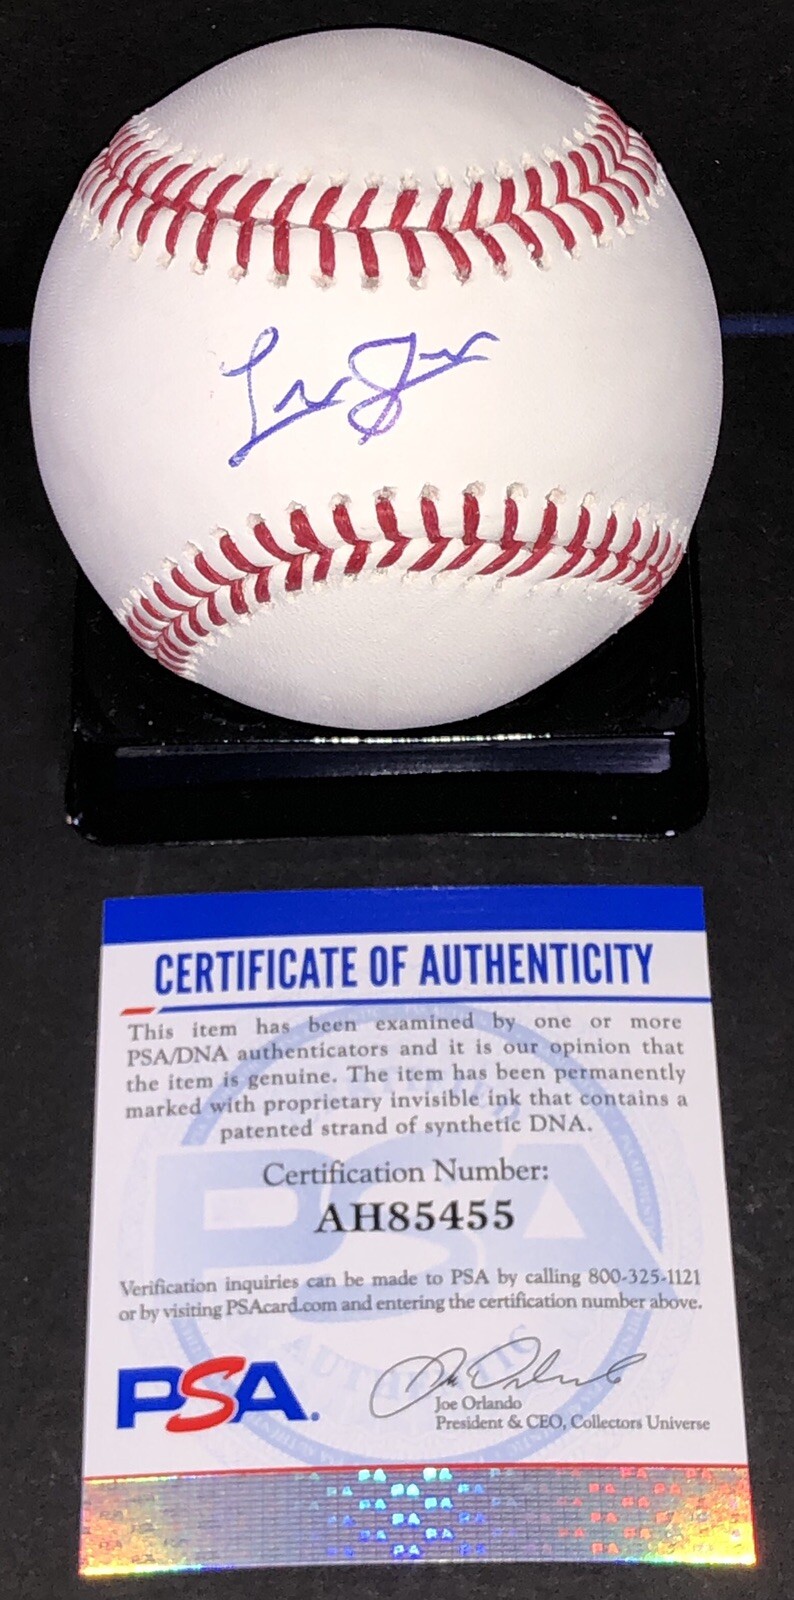 CERTIFICATE OF AUTHENTICITY
This item has been examined by one or more
PSA/DNA authenticators and it is our opinion that
the item is genuine. The item has been permanently
marked with proprietary invisible ink that contains a
patented strand of synthetic DNA.
Certification Number:
AH85455
Verification inquiries can be made to PSA by calling 800-325-1121
or by visiting PSAcard.com and entering the certification number above.
PSA.
Joe Orlando
President & CEO, Collectors Universe